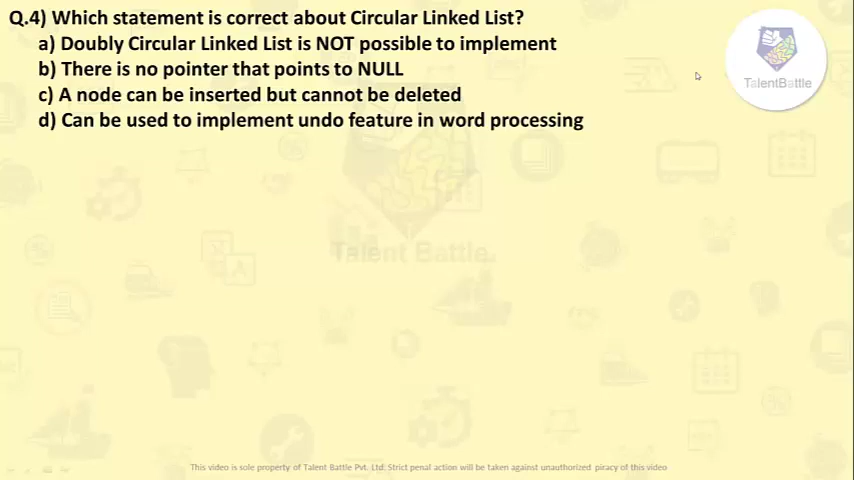 Q.4) Which statement is correct about Circular Linked List?
a) Doubly Circular Linked List is NOT possible to implement
b) There is no pointer that points to NULL
c) A node can be inserted but cannot be deleted
d) Can be used to implement undo feature in word processing
TalentBattle
Talent Battle.
This video is sole property of Talent Battle Pvt. Ltd. Strict penal action will be taken against unauthorized piracy of this video